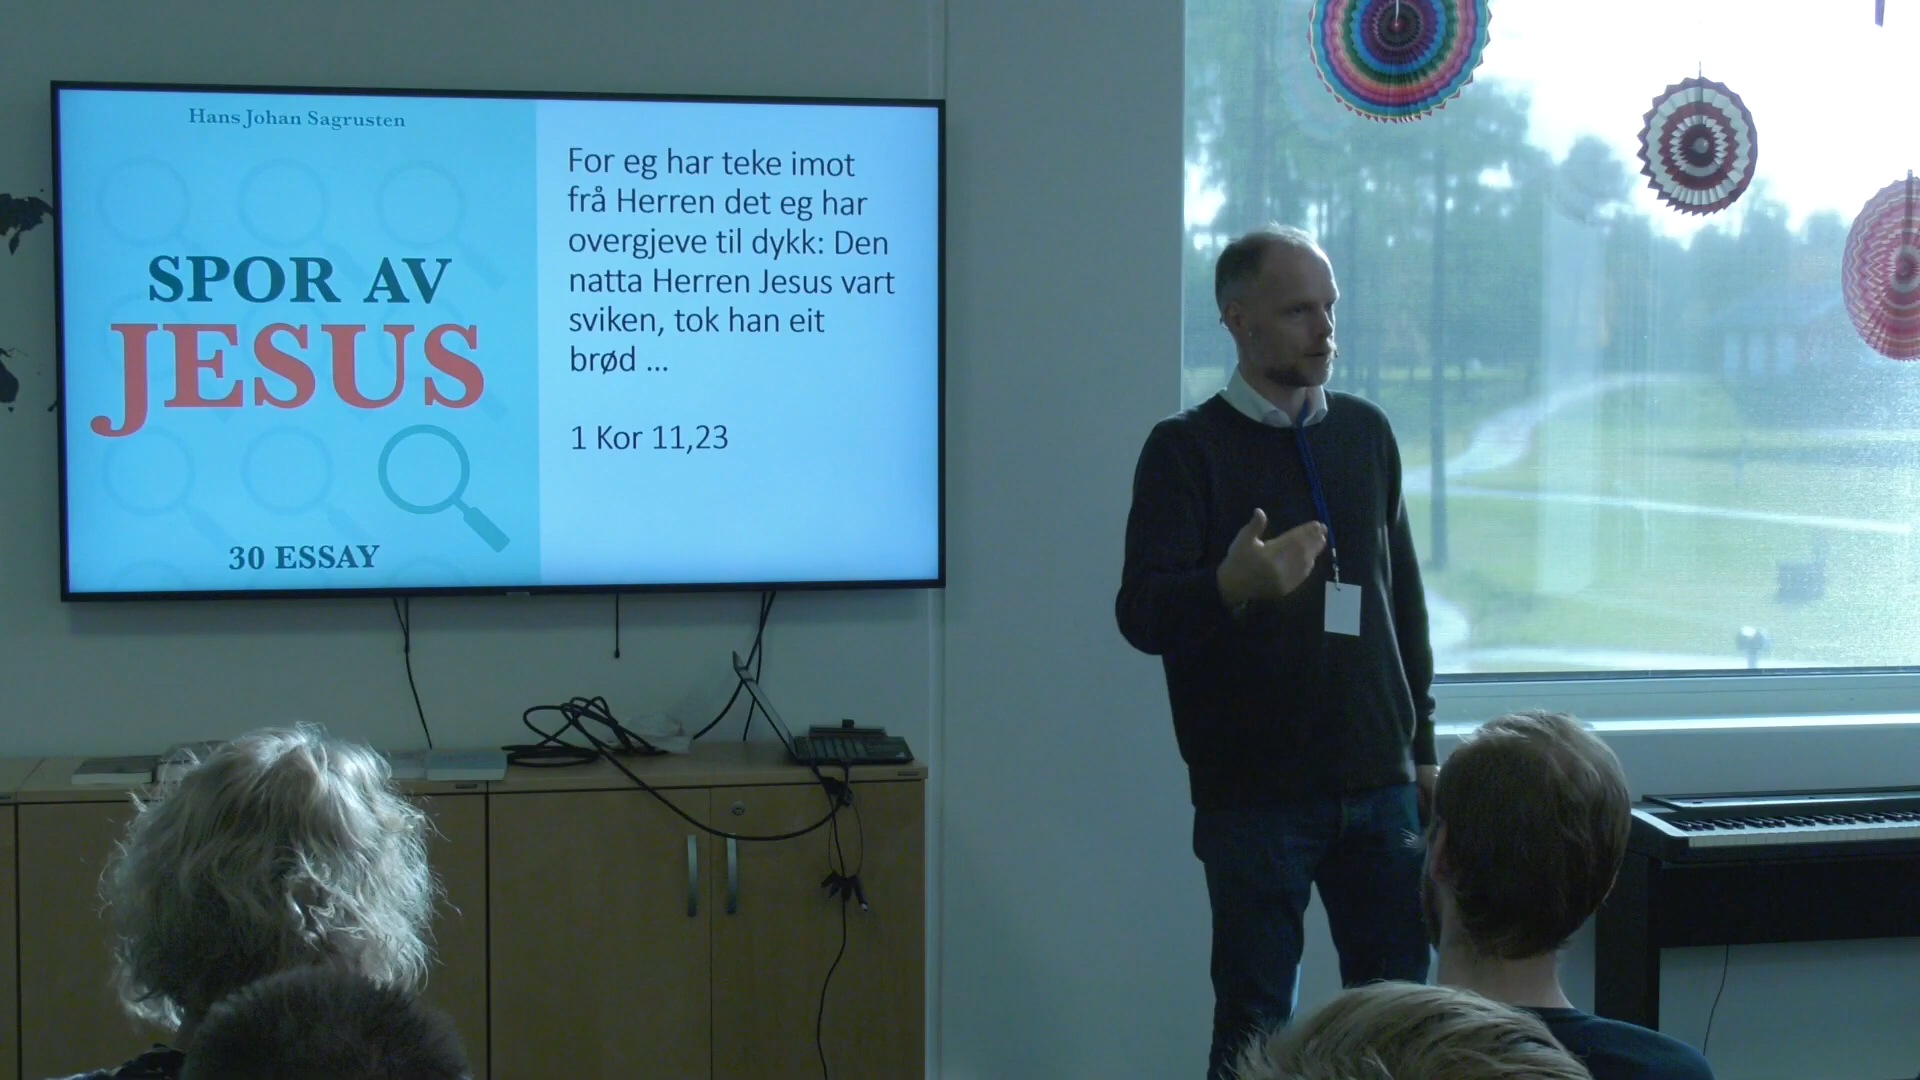 Hans Johan Sagrusten
SPOR AV
JESUS
30 ESSAY
For eg har teke imot
frå Herren det eg har
overgjeve til dykk: Den
natta Herren Jesus vart
sviken, tok han eit
brød ...
1 Kor 11,23